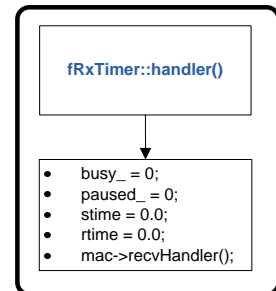 fRxTimer::handler()
• busy_ = 0;
• paused_ = 0;
• stime = 0.0;
• rtime = 0.0;
• mac->recvHandler();